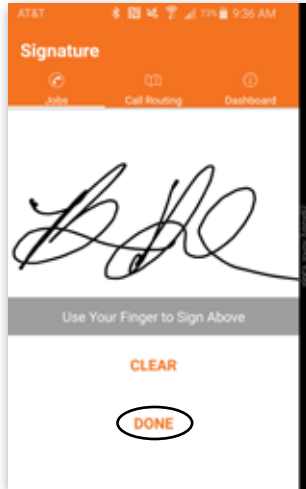 AT&T 73% 9:36 AM
Signature
Jobs Call Routing Dashboard
Use Your Finger to Sign Above
CLEAR
DONE